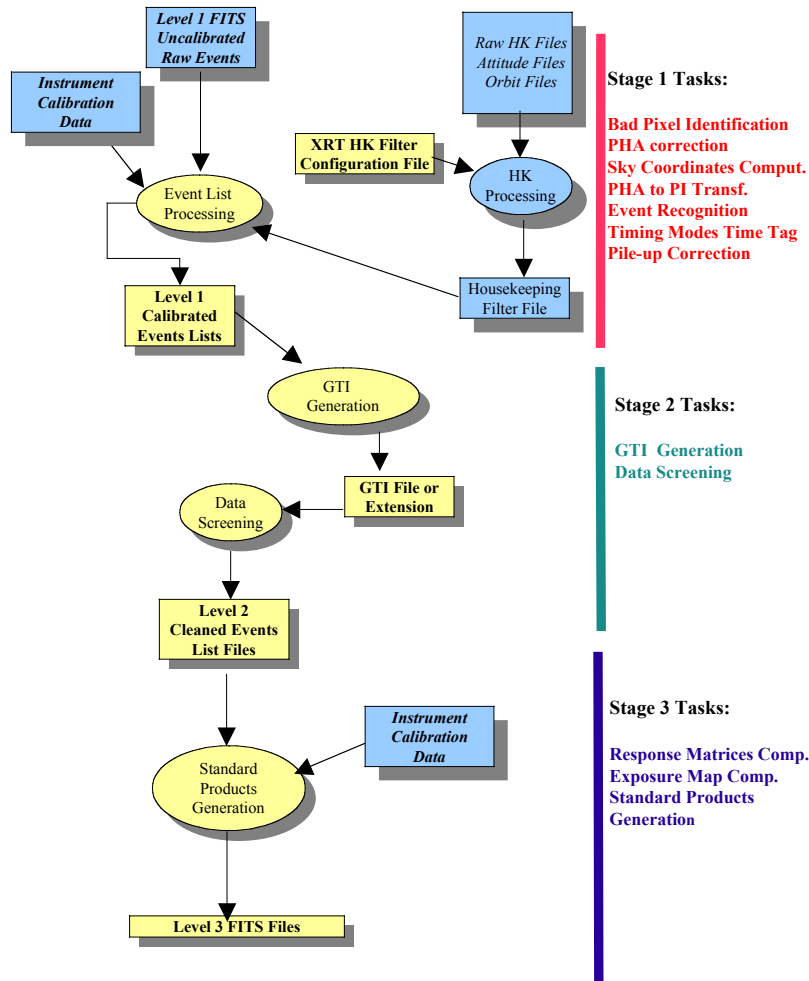 Level 1 FITS
Uncalibrated
Raw Events
Raw HK Files
Attitude Files
Orbit Files
Instrument
Calibration
Data
XRT HK Filter
Configuration File
HK
Processing
Event List
Processing
Housekeeping
Filter File
Level 1
Calibrated
Events Lists
Stage 1 Tasks:
Bad Pixel Identification
PHA correction
Sky Coordinates Comput.
PHA to PI Transf.
Event Recognition
Timing Modes Time Tag
Pile-up Correction
GTI
Generation
GTI File or
Extension
Data
Screening
Level 2
Cleaned Events
List Files
Stage 2 Tasks:
GTI Generation
Data Screening
Instrument
Calibration
Data
Standard
Products
Generation
Level 3 FITS Files
Stage 3 Tasks:
Response Matrices Comp.
Exposure Map Comp.
Standard Products
Generation